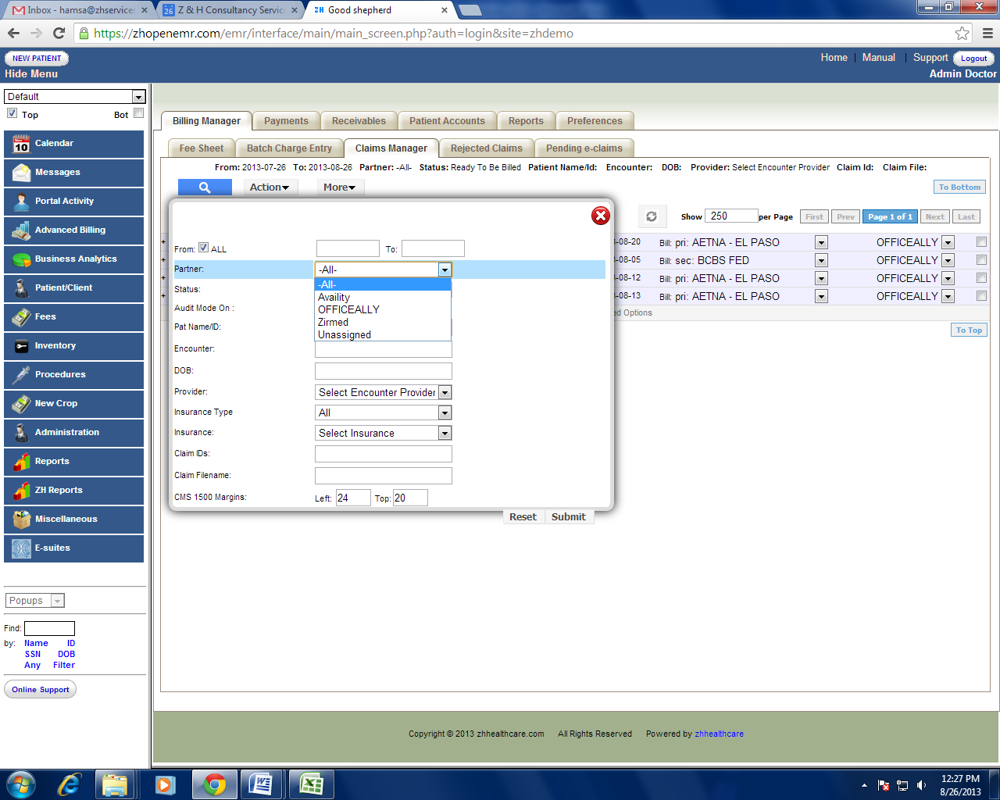 Inbox - hamsa@zhservices
Z & H Consultancy Service
ZH Good shepherd
https://zhopenemr.com/emr/interface/main/main_screen.php?auth=login&site=zhdemo
NEW PATIENT
Home | Manual | Support Logout
Hide Menu
Admin Doctor
Default
Top Bot
Calendar
Messages
Portal Activity
Advanced Billing
Business Analytics
Patient/Client
Fees
Inventory
Procedures
New Crop
Administration
Reports
ZH Reports
Miscellaneous
E-suites
Popups
Find:
by: Name ID
SSN DOB
Any Filter
Online Support
Billing Manager Payments Receivables Patient Accounts Reports Preferences
Fee Sheet Batch Charge Entry Claims Manager Rejected Claims Pending e-claims
From: 2013-07-26 To: 2013-08-26 Partner: -All- Status: Ready To Be Billed Patient Name/Id: Encounter: DOB: Provider: Select Encounter Provider Claim Id: Claim File:
Action More
To Bottom
Show 250 per Page First Prev Page 1 of 1 Next Last
8-20 Bill: pri: AETNA - EL PASO OFFICEALLY
8-05 Bill: sec: BCBS FED OFFICEALLY
-08-12 Bill: pri: AETNA - EL PASO OFFICEALLY
-08-13 Bill: pri: AETNA - EL PASO OFFICEALLY
Options
To Top
From: ALL To:
Partner: -All-
-All-
Availity
OFFICEALLY
Zirmed
Unassigned
Status:
Audit Mode On :
Pat Name/ID:
Encounter:
DOB:
Provider: Select Encounter Provider
Insurance Type All
Insurance: Select Insurance
Claim IDs:
Claim Filename:
CMS 1500 Margins: Left: 24 Top: 20
Reset Submit
Copyright © 2013 zhhealthcare.com All Rights Reserved Powered by zhhealthcare
12:27 PM
8/26/2013